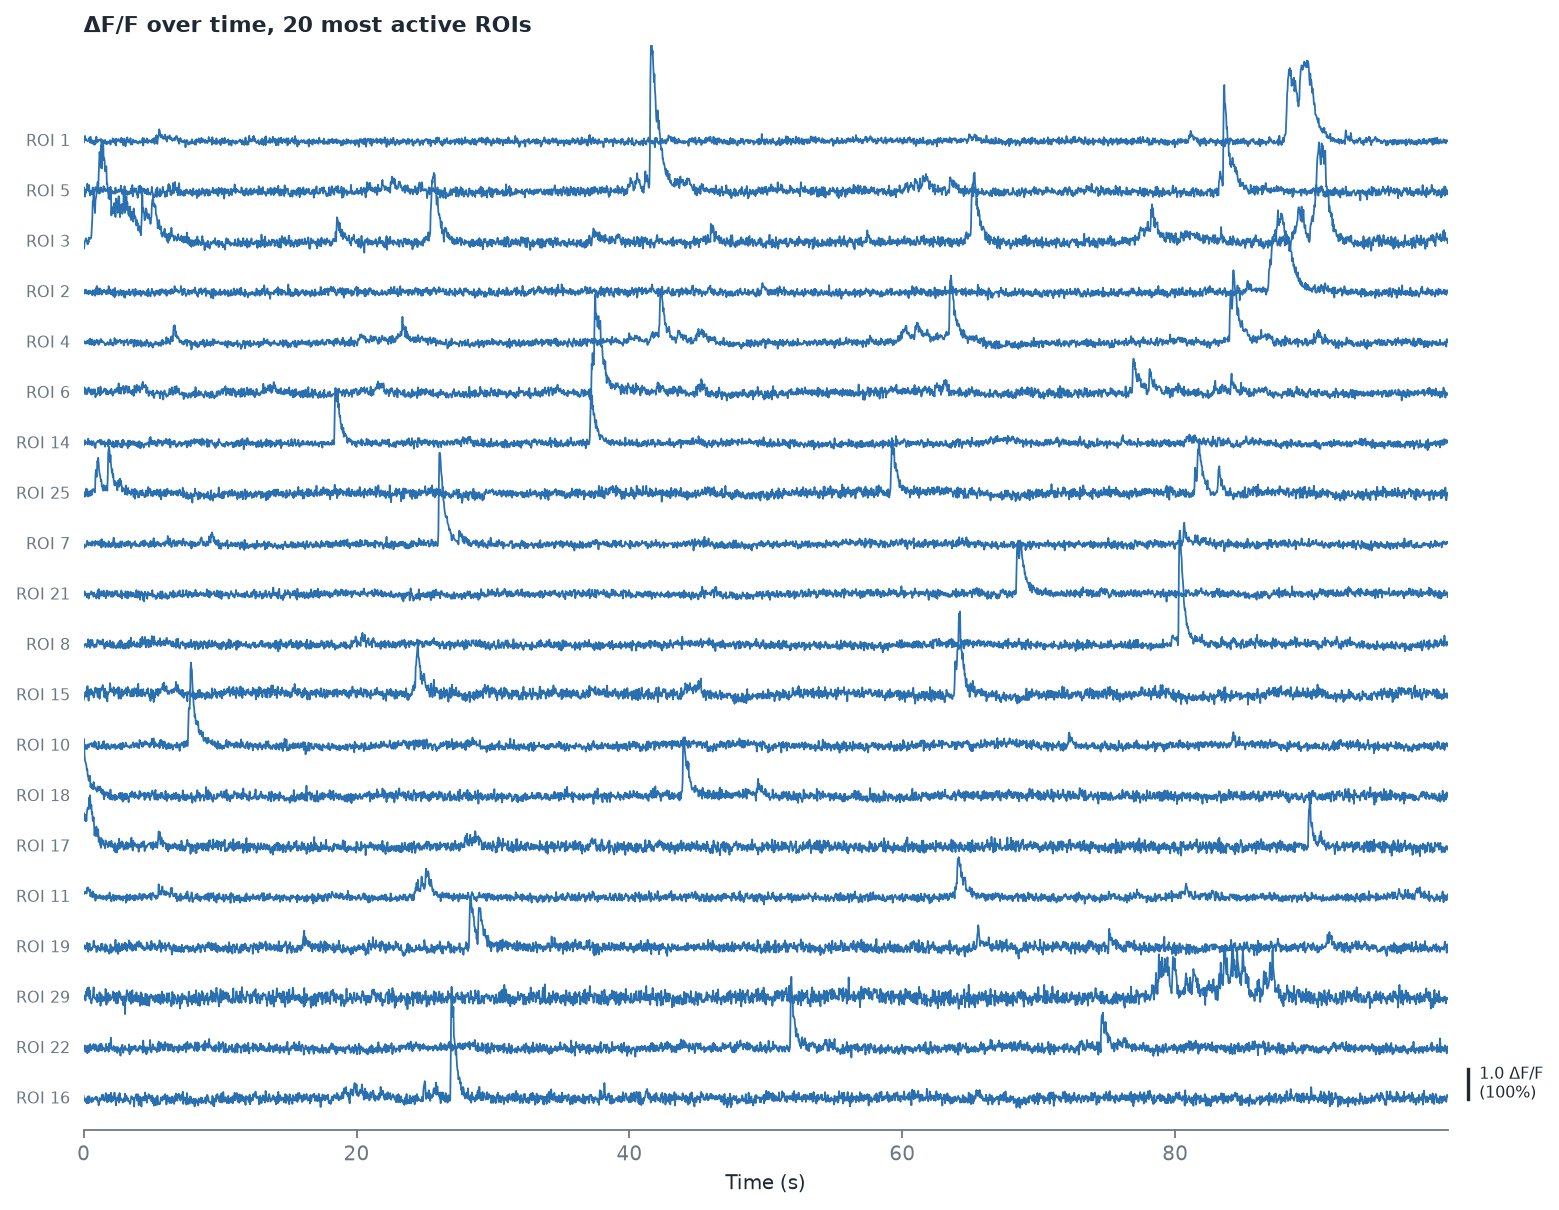 ΔF/F over time, 20 most active ROIs
ROI 1
ROI 5
ROI 3
ROI 2
ROI 4
ROI 6
ROI 14
ROI 25
ROI 7
ROI 21
ROI 8
ROI 15
ROI 10
ROI 18
ROI 17
ROI 11
ROI 19
ROI 29
ROI 22
ROI 16
1.0 ΔF/F
(100%)
0 20 40 60 80
Time (s)